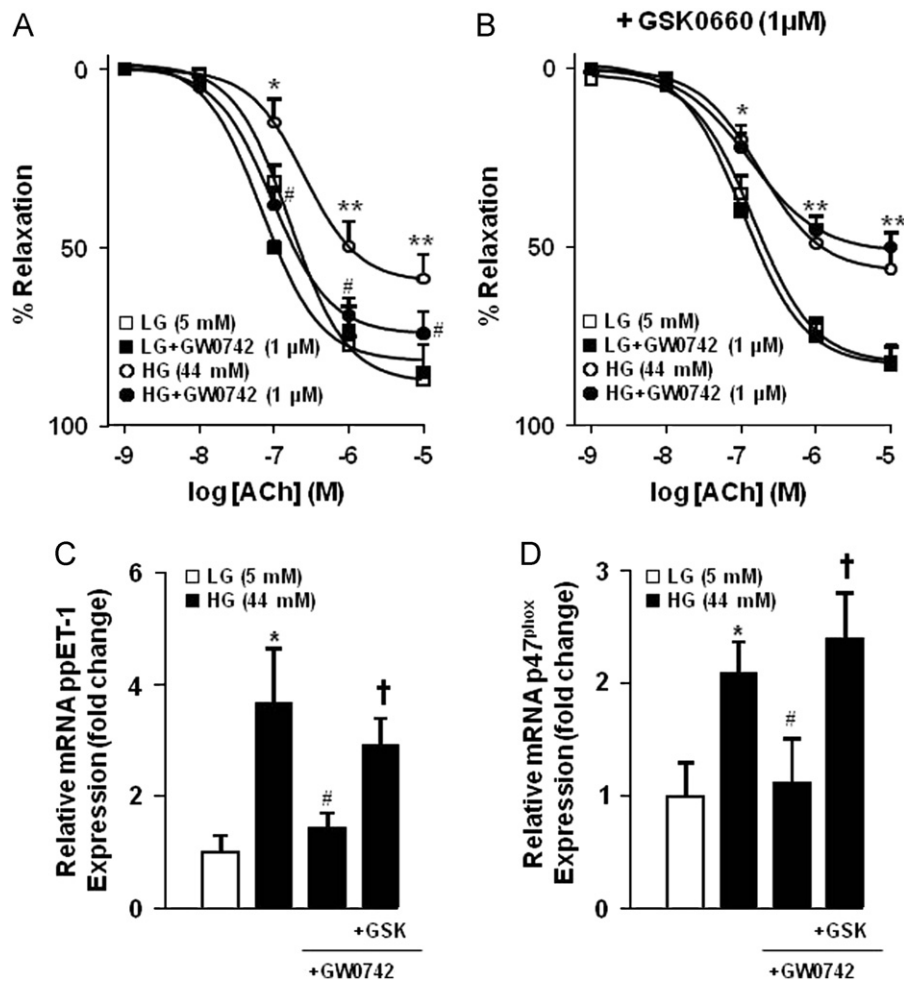 A
* 
** 
**
#
#
#
0
50
100
% Relaxation
LG (5 mM)
LG+GW0742 (1 µM)
HG (44 mM)
HG+GW0742 (1 µM)
-9 -8 -7 -6 -5
log [ACh] (M)
B
+ GSK0660 (1µM)
*
**
**
0
50
100
% Relaxation
LG (5 mM)
LG+GW0742 (1 µM)
HG (44 mM)
HG+GW0742 (1 µM)
-9 -8 -7 -6 -5
log [ACh] (M)
C
6
4
2
0
Relative mRNA ppET-1
Expression (fold change)
LG (5 mM)
HG (44 mM)
*
#
†
+GSK
+GW0742
D
3
2
1
0
Relative mRNA p47phox
Expression (fold change)
LG (5 mM)
HG (44 mM)
*
#
†
+GSK
+GW0742